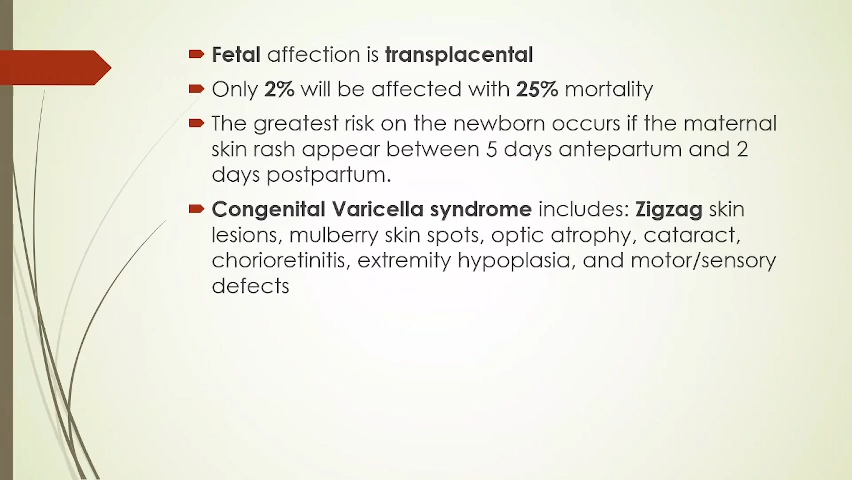 Fetal affection is transplacental
Only 2% will be affected with 25% mortality
The greatest risk on the newborn occurs if the maternal
skin rash appear between 5 days antepartum and 2
days postpartum.
Congenital Varicella syndrome includes: Zigzag skin
lesions, mulberry skin spots, optic atrophy, cataract,
chorioretinitis, extremity hypoplasia, and motor/sensory
defects